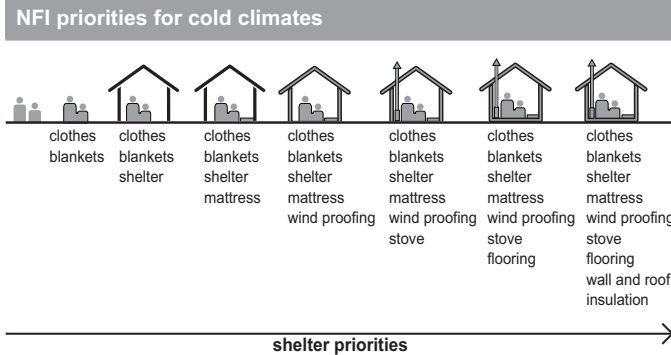 NFI priorities for cold climates
clothes
blankets
clothes
blankets
shelter
clothes
blankets
shelter
mattress
clothes
blankets
shelter
mattress
wind proofing
clothes
blankets
shelter
mattress
wind proofing
stove
clothes
blankets
shelter
mattress
wind proofing
stove
flooring
clothes
blankets
shelter
mattress
wind proofing
stove
flooring
wall and roof
insulation
shelter priorities